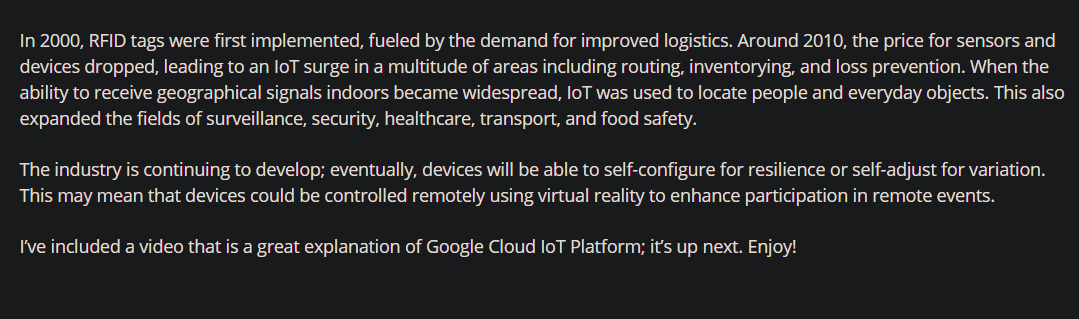 In 2000, RFID tags were first implemented, fueled by the demand for improved logistics. Around 2010, the price for sensors and
devices dropped, leading to an IoT surge in a multitude of areas including routing, inventorying, and loss prevention. When the
ability to receive geographical signals indoors became widespread, IoT was used to locate people and everyday objects. This also
expanded the fields of surveillance, security, healthcare, transport, and food safety.
The industry is continuing to develop; eventually, devices will be able to self-configure for resilience or self-adjust for variation.
This may mean that devices could be controlled remotely using virtual reality to enhance participation in remote events.
I’ve included a video that is a great explanation of Google Cloud IoT Platform; it’s up next. Enjoy!